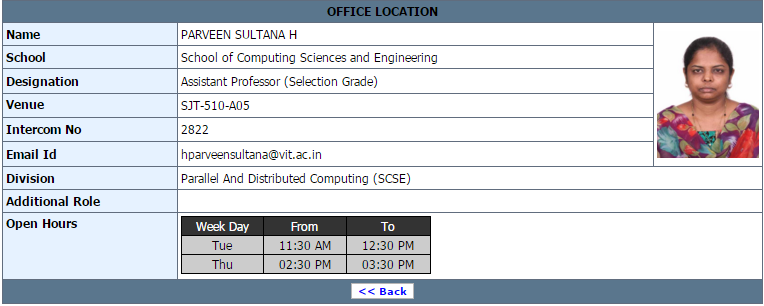 OFFICE LOCATION
Name PARVEEN SULTANA H
School School of Computing Sciences and Engineering
Designation Assistant Professor (Selection Grade)
Venue SJT-510-A05
Intercom No 2822
Email Id hparveensultana@vit.ac.in
Division Parallel And Distributed Computing (SCSE)
Additional Role
Open Hours
Week Day From To
Tue 11:30 AM 12:30 PM
Thu 02:30 PM 03:30 PM
<< Back